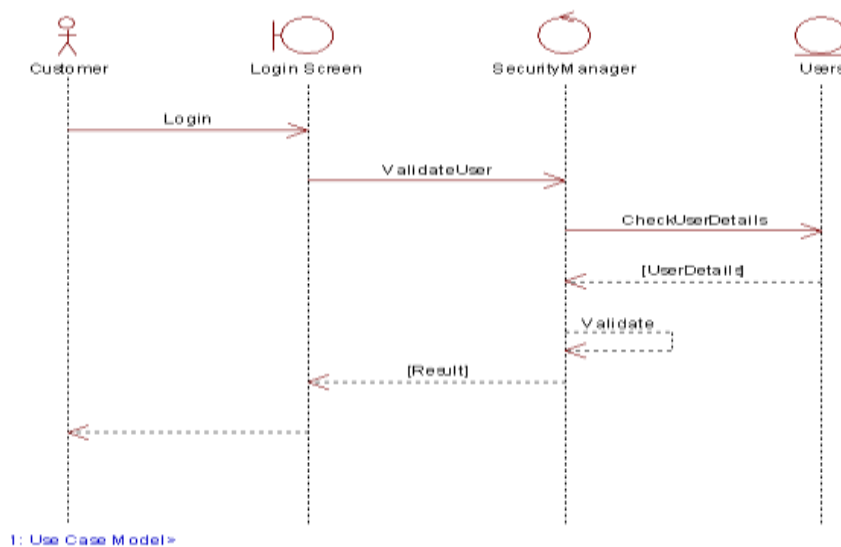 Customer
Login Screen
SecurityManager
Users
Login
ValidateUser
CheckUserDetails
[UserDetails]
Validate
[Result]
1: Use Case Model>